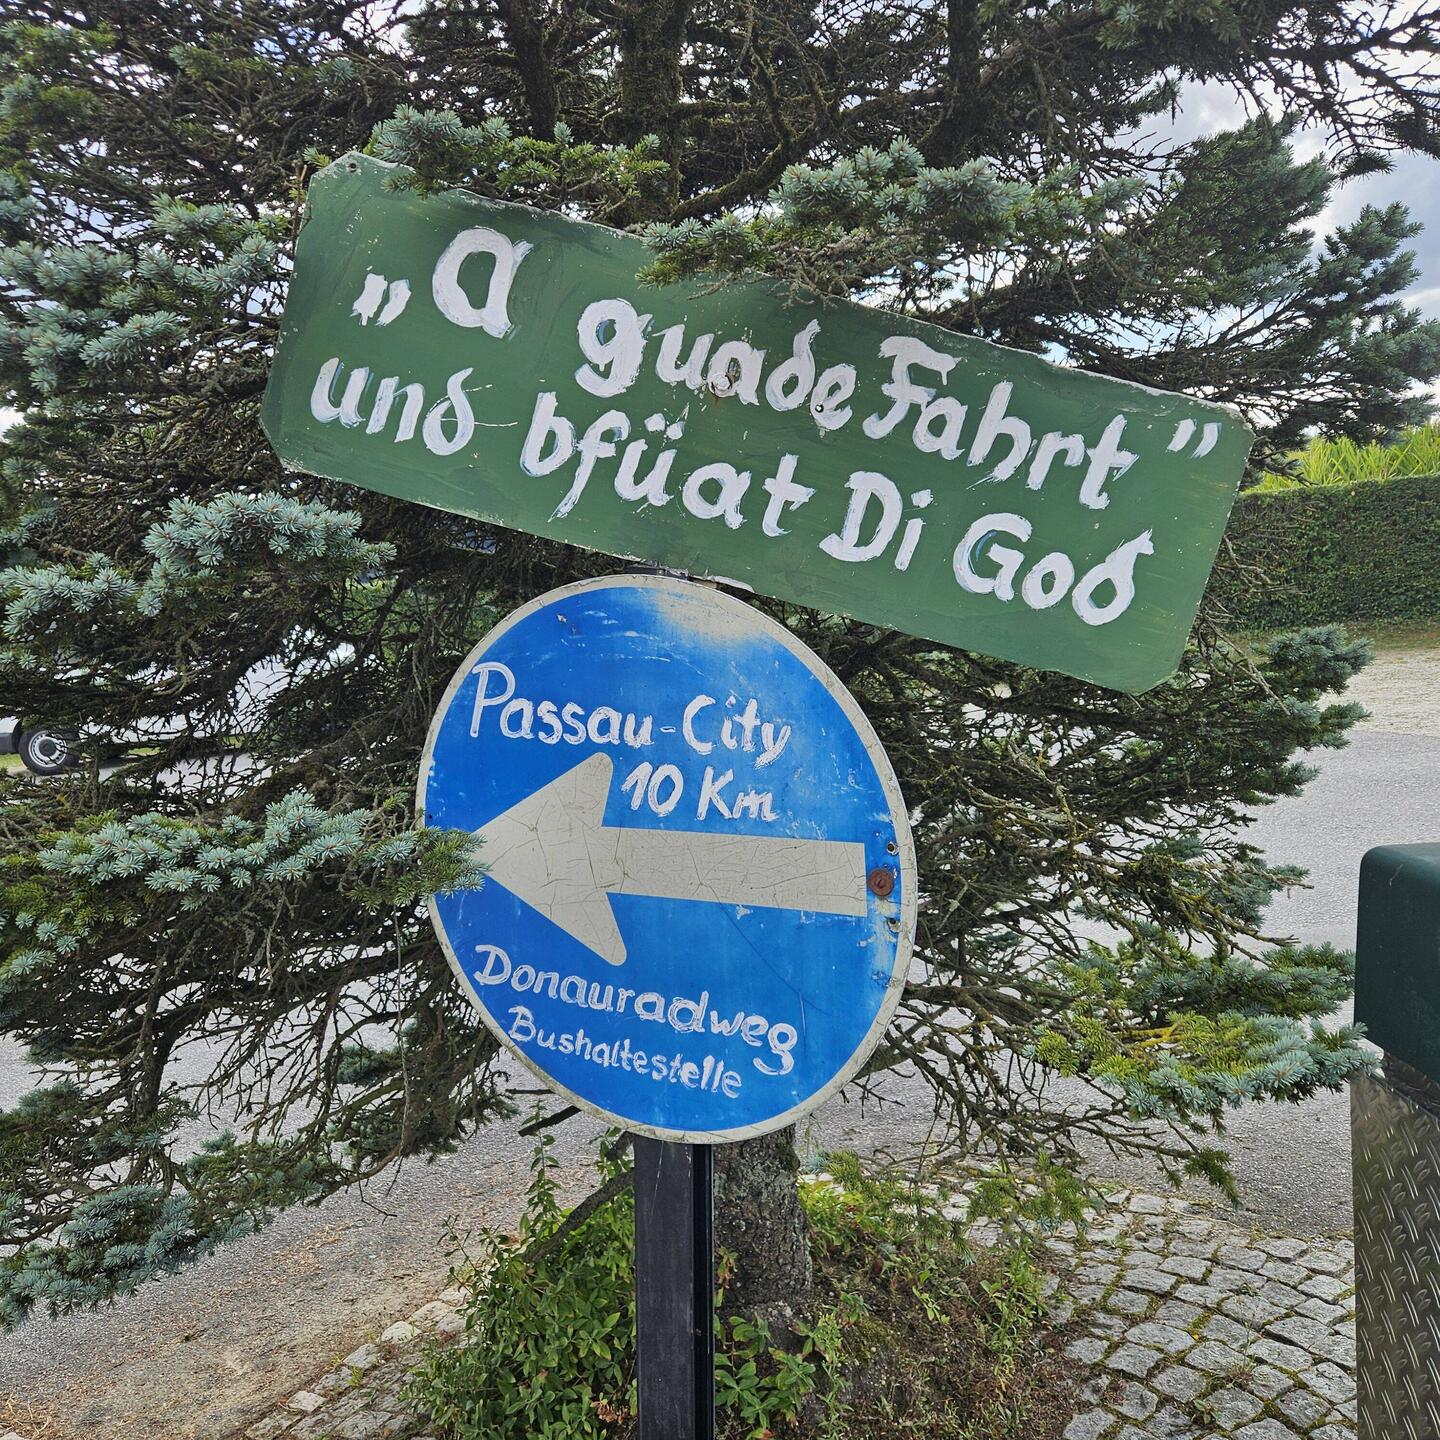 „A guade Fahrt"
und bfüat Di God
Passau-City
10 Km
Donauradweg
Bushaltestelle